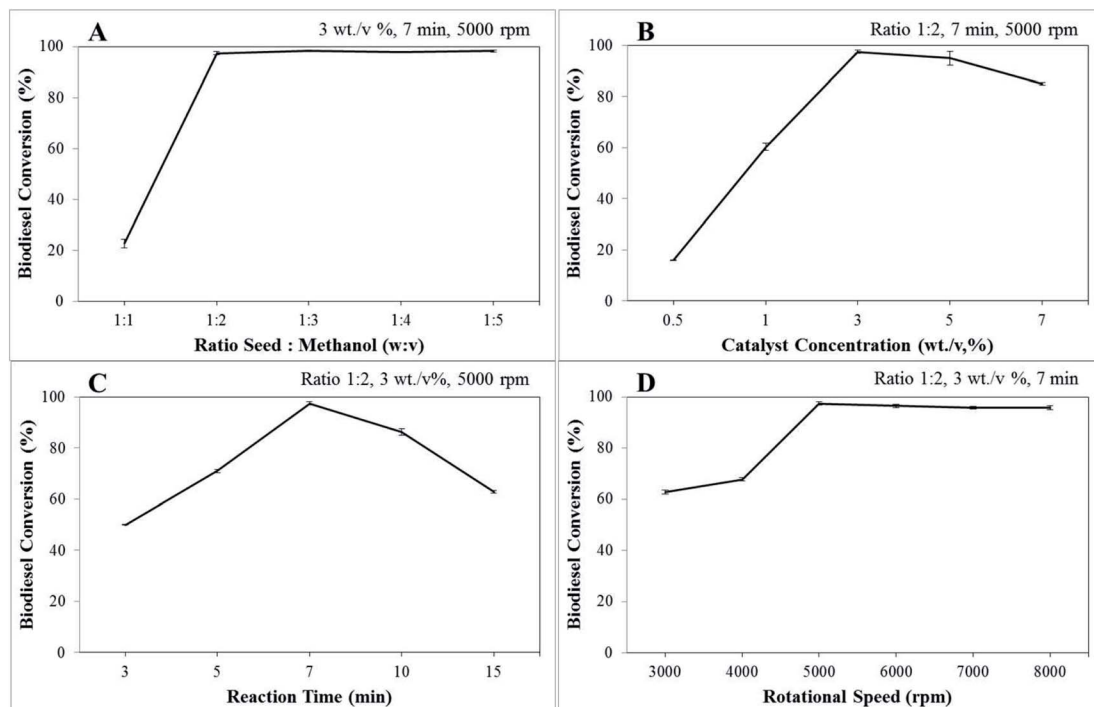 A
3 wt./v %, 7 min, 5000 rpm
Biodiesel Conversion (%)
100
80
60
40
20
0
1:1 1:2 1:3 1:4 1:5
Ratio Seed : Methanol (w:v)
B
Ratio 1:2, 7 min, 5000 rpm
Biodiesel Conversion (%)
100
80
60
40
20
0
0.5 1 3 5 7
Catalyst Concentration (wt./v,%)
C
Ratio 1:2, 3 wt./v%, 5000 rpm
Biodiesel Conversion (%)
100
80
60
40
20
0
3 5 7 10 15
Reaction Time (min)
D
Ratio 1:2, 3 wt./v %, 7 min
Biodiesel Conversion (%)
100
80
60
40
20
0
3000 4000 5000 6000 7000 8000
Rotational Speed (rpm)